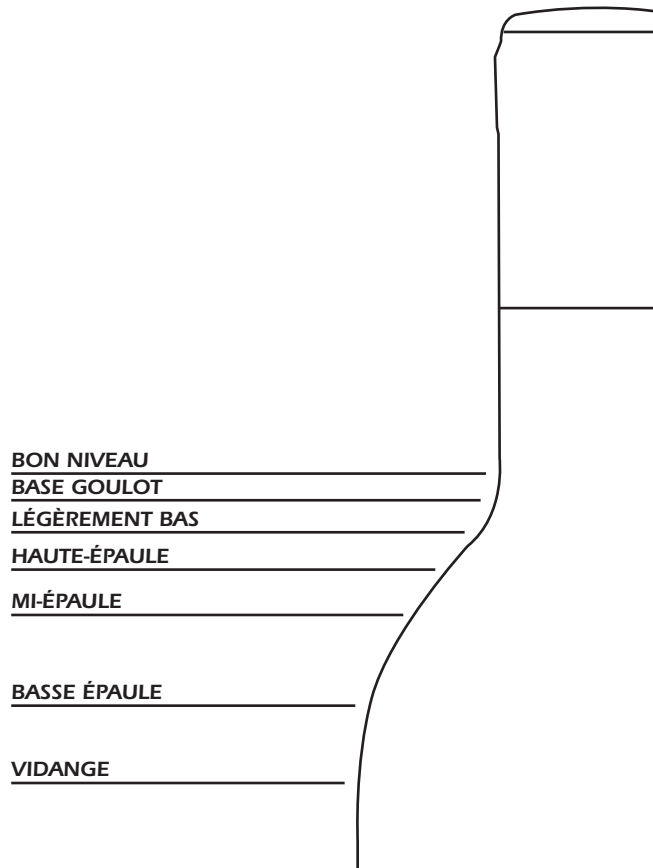 BON NIVEAU
BASE GOULOT
LÉGÈREMENT BAS
HAUTE-ÉPAULE
MI-ÉPAULE
BASSE ÉPAULE
VIDANGE